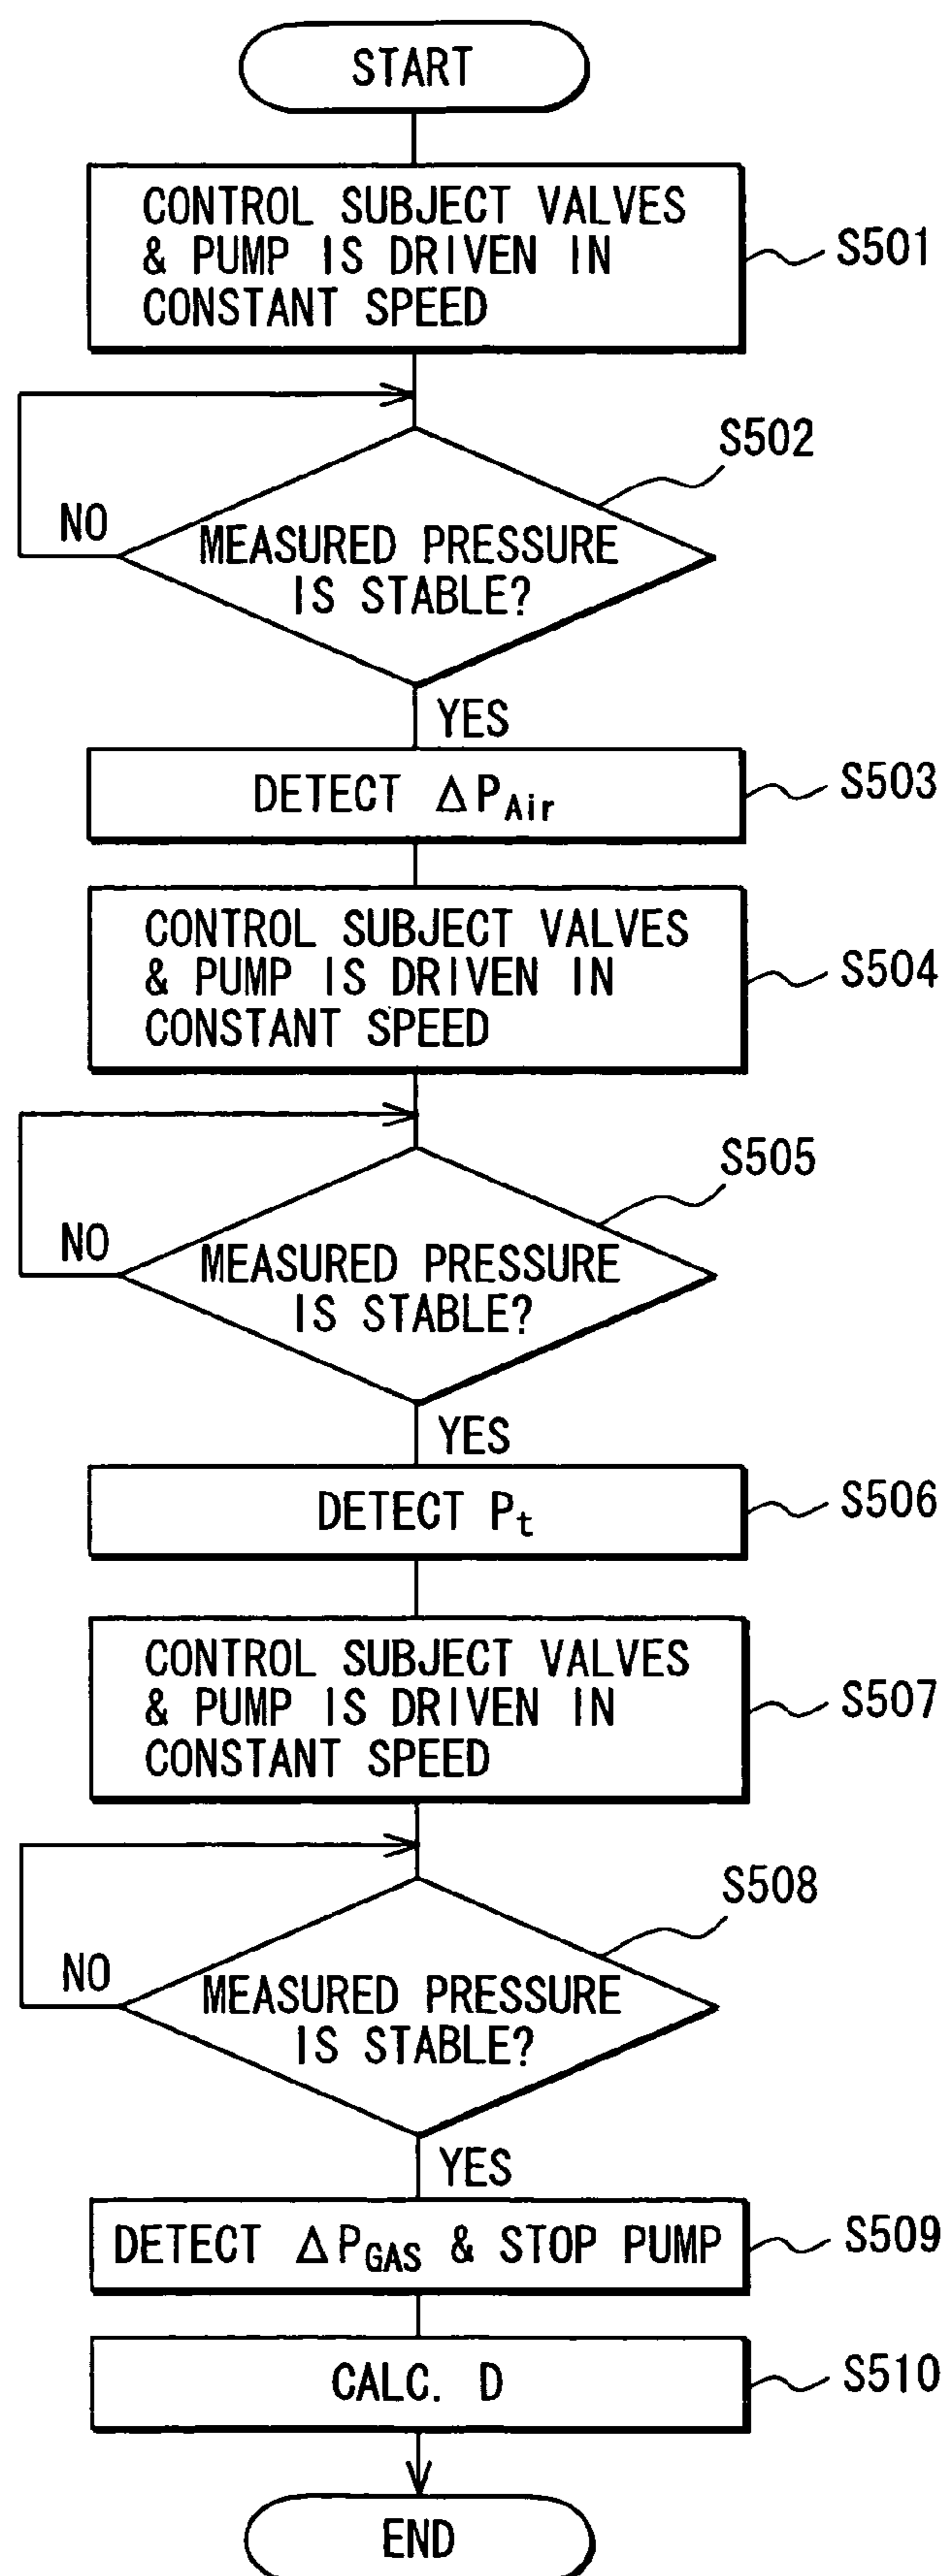 START
CONTROL SUBJECT VALVES
& PUMP IS DRIVEN IN
CONSTANT SPEED
S501
S502
NO
MEASURED PRESSURE
IS STABLE?
YES
DETECT ΔP_Air
S503
CONTROL SUBJECT VALVES
& PUMP IS DRIVEN IN
CONSTANT SPEED
S504
S505
NO
MEASURED PRESSURE
IS STABLE?
YES
DETECT P_t
S506
CONTROL SUBJECT VALVES
& PUMP IS DRIVEN IN
CONSTANT SPEED
S507
S508
NO
MEASURED PRESSURE
IS STABLE?
YES
DETECT ΔP_GAS & STOP PUMP
S509
CALC. D
S510
END